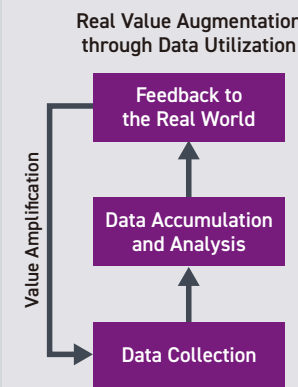 Real Value Augmentation
through Data Utilization
Feedback to
the Real World
Value Amplification
Data Accumulation
and Analysis
Data Collection